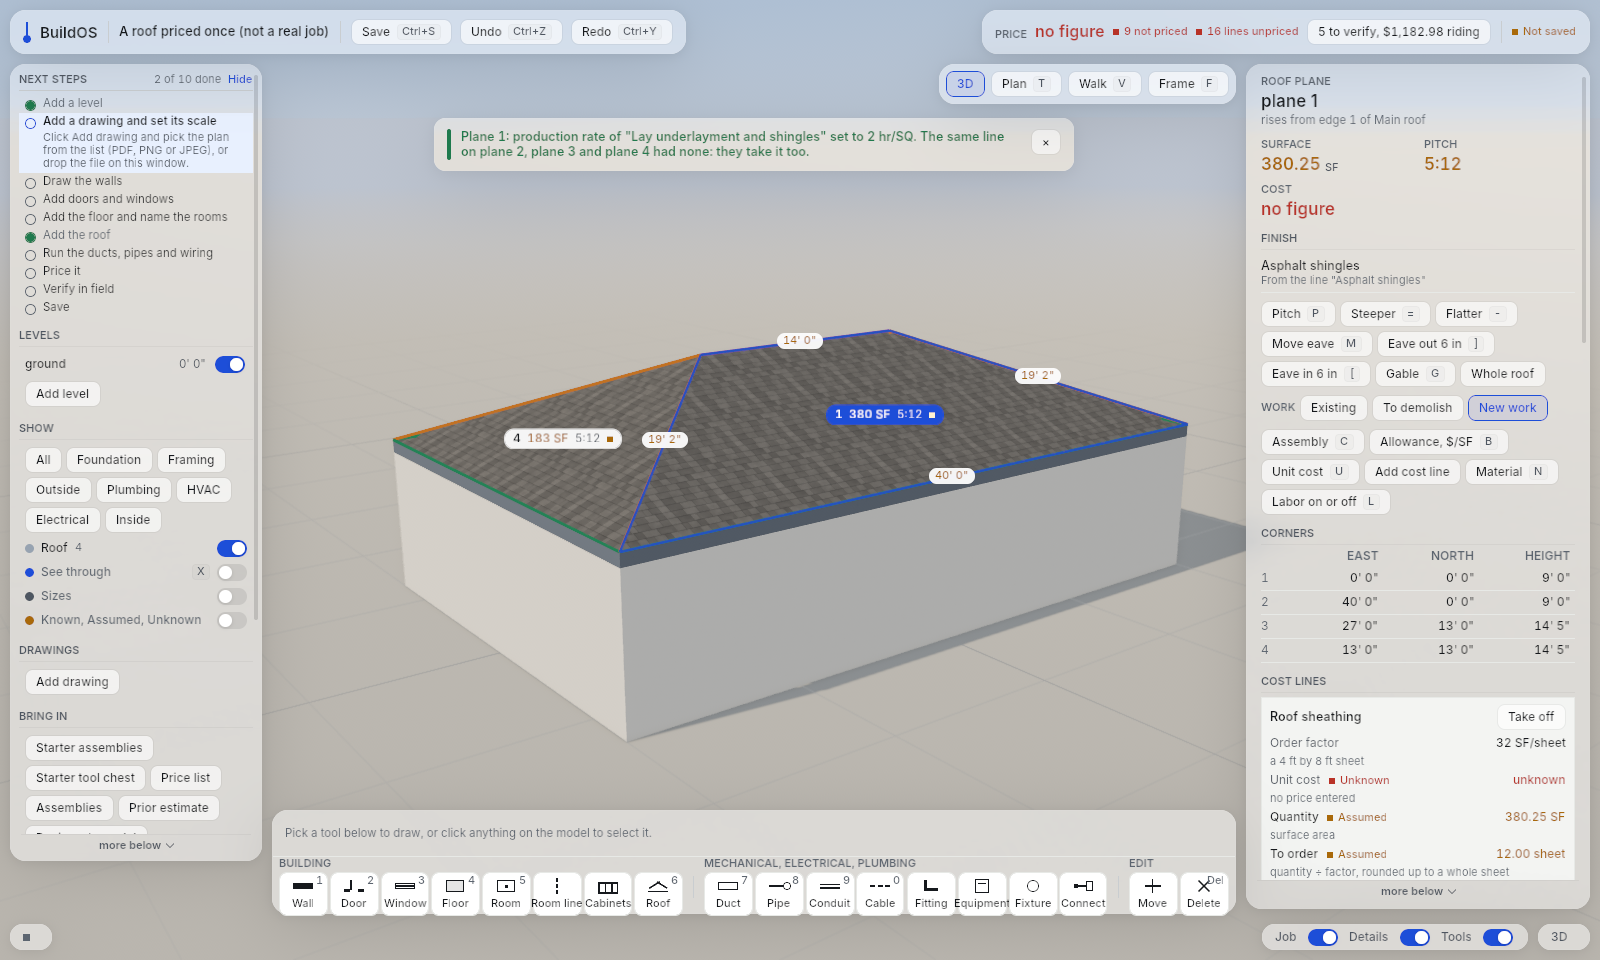 BuildOS
A roof priced once (not a real job)
Save Ctrl+S
Undo Ctrl+Z
Redo Ctrl+Y
PRICE no figure 9 not priced 16 lines unpriced
5 to verify, $1,182.98 riding
Not saved
NEXT STEPS 2 of 10 done Hide
Add a level
Add a drawing and set its scale
Click Add drawing and pick the plan
from the list (PDF, PNG or JPEG), or
drop the file on this window.
Draw the walls
Add doors and windows
Add the floor and name the rooms
Add the roof
Run the ducts, pipes and wiring
Price it
Verify in field
Save
LEVELS
ground 0' 0"
Add level
SHOW
All Foundation Framing
Outside Plumbing HVAC
Electrical Inside
Roof 4
See through X
Sizes
Known, Assumed, Unknown
DRAWINGS
Add drawing
BRING IN
Starter assemblies
Starter tool chest Price list
Assemblies Prior estimate
more below
3D Plan T Walk V Frame F
Plane 1: production rate of "Lay underlayment and shingles" set to 2 hr/SQ. The same line
on plane 2, plane 3 and plane 4 had none: they take it too.
×
14' 0"
19' 2"
1 380 SF 5:12
4 183 SF 5:12
19' 2"
40' 0"
Pick a tool below to draw, or click anything on the model to select it.
BUILDING
Wall 1
Door 2
Window 3
Floor 4
Room 5
Room line
Cabinets
Roof 6
MECHANICAL, ELECTRICAL, PLUMBING
Duct 7
Pipe 8
Conduit 9
Cable 0
Fitting
Equipment
Fixture
Connect
EDIT
Move
Delete Del
ROOF PLANE
plane 1
rises from edge 1 of Main roof
SURFACE PITCH
380.25 SF 5:12
COST
no figure
FINISH
Asphalt shingles
From the line "Asphalt shingles"
Pitch P Steeper = Flatter -
Move eave M Eave out 6 in ]
Eave in 6 in [ Gable G Whole roof
WORK Existing To demolish New work
Assembly C Allowance, $/SF B
Unit cost U Add cost line Material N
Labor on or off L
CORNERS
EAST NORTH HEIGHT
1 0' 0" 0' 0" 9' 0"
2 40' 0" 0' 0" 9' 0"
3 27' 0" 13' 0" 14' 5"
4 13' 0" 13' 0" 14' 5"
COST LINES
Roof sheathing Take off
Order factor 32 SF/sheet
a 4 ft by 8 ft sheet
Unit cost Unknown unknown
no price entered
Quantity Assumed 380.25 SF
surface area
To order Assumed 12.00 sheet
quantity ÷ factor, rounded up to a whole sheet
more below
Job Details Tools 3D